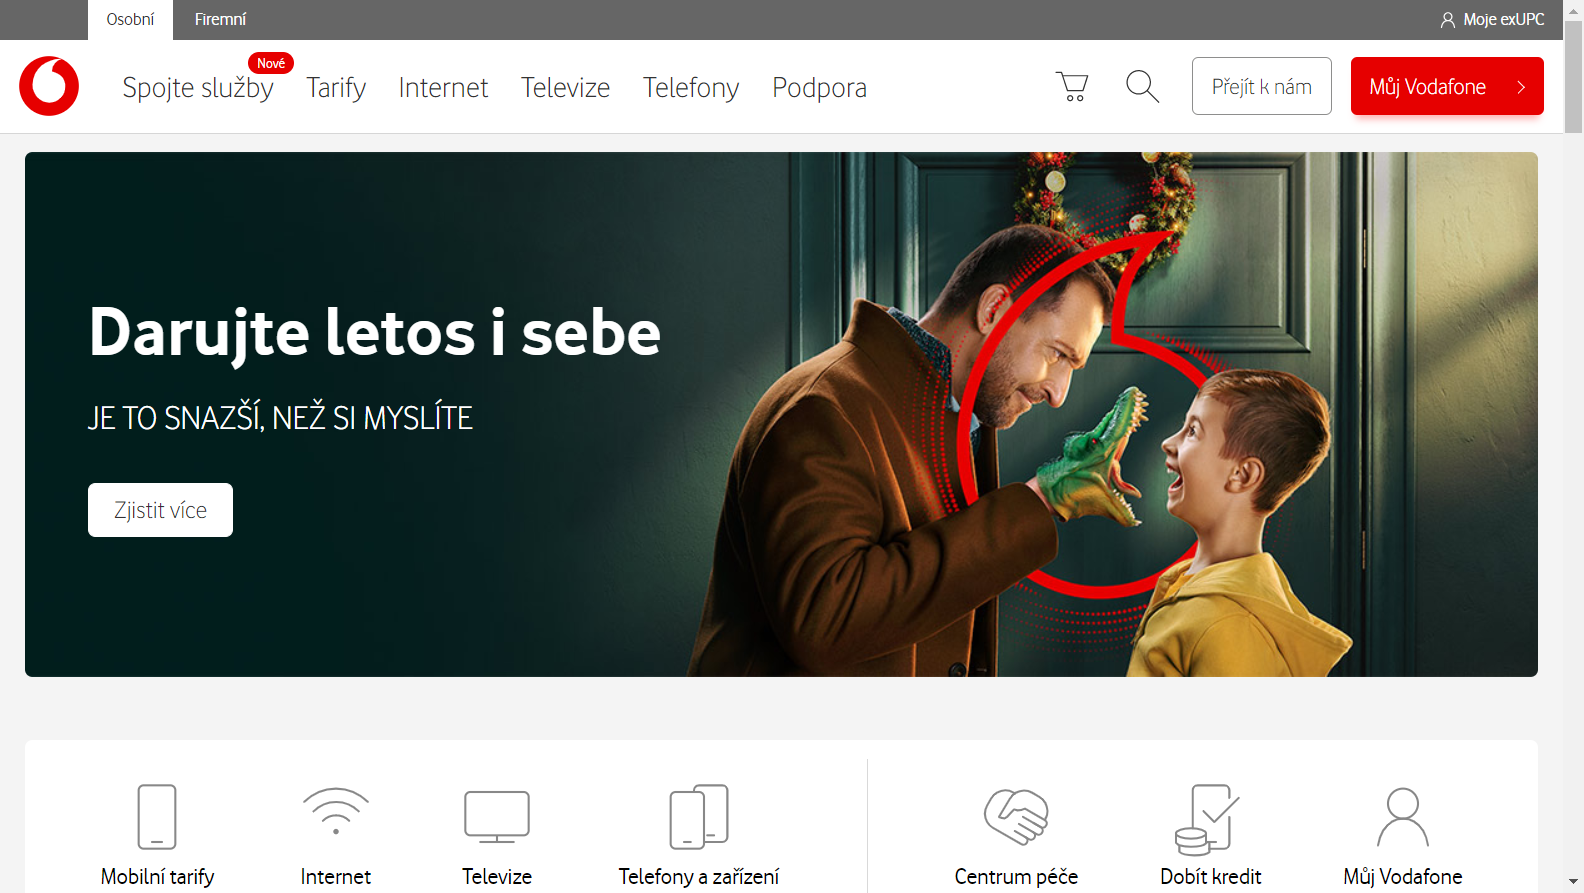 Osobní
Firemní
Moje exUPC
Nové
Spojte služby
Tarify
Internet
Televize
Telefony
Podpora
Přejít k nám
Můj Vodafone
Darujte letos i sebe
JE TO SNAZŠÍ, NEŽ SI MYSLÍTE
Zjistit více
Mobilní tarify
Internet
Televize
Telefony a zařízení
Centrum péče
Dobít kredit
Můj Vodafone